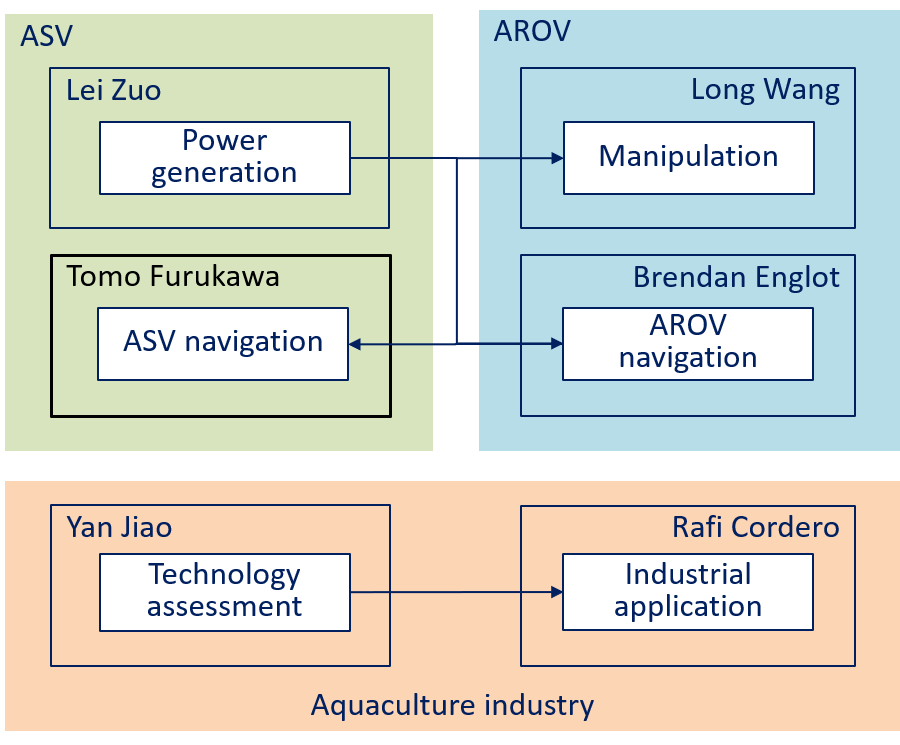 ASV
Lei Zuo
Power
generation
Tomo Furukawa
ASV navigation
AROV
Long Wang
Manipulation
Brendan Englot
AROV
navigation
Yan Jiao
Technology
assessment
Rafi Cordero
Industrial
application
Aquaculture industry